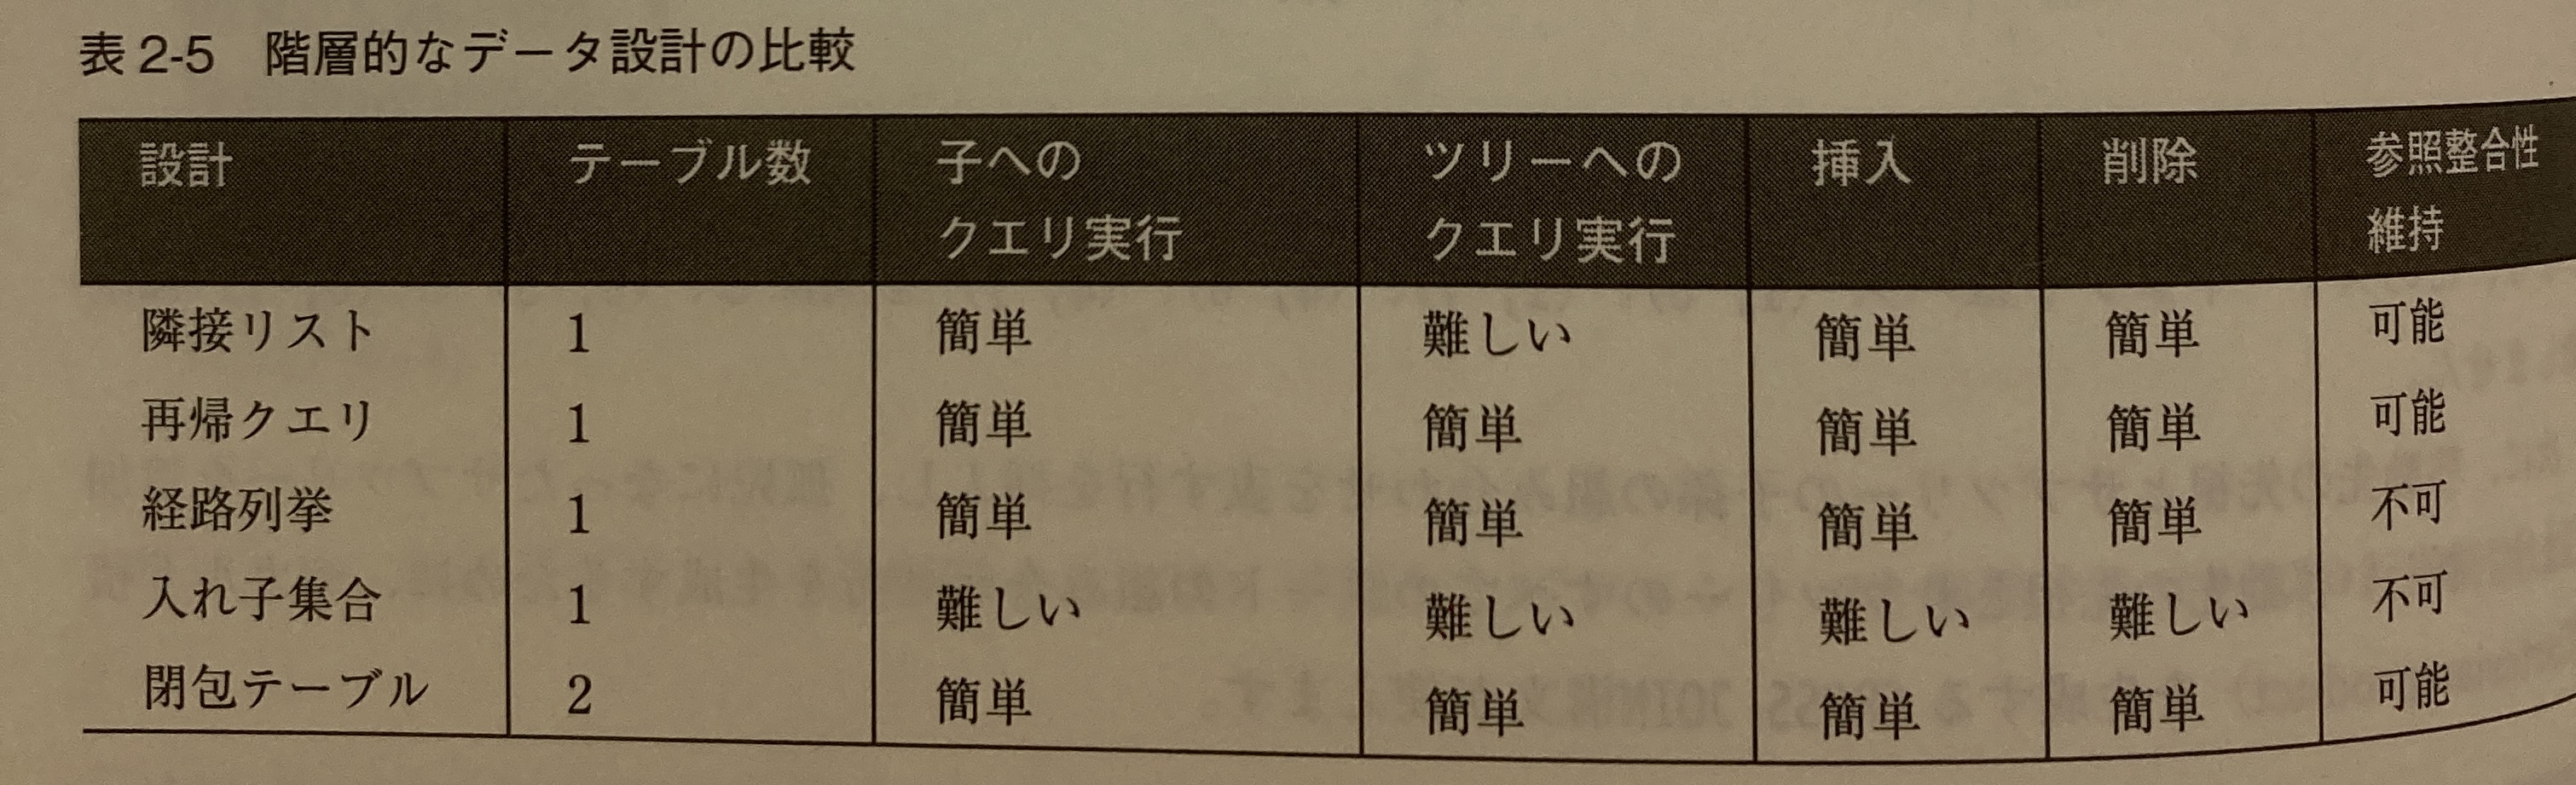 表2-5 階層的なデータ設計の比較
設計 テーブル数 子への クエリ実行 ツリーへの クエリ実行 挿入 削除 参照整合性 維持
隣接リスト 1 簡単 難しい 簡単 簡単 可能
再帰クエリ 1 簡単 簡単 簡単 簡単 可能
経路列挙 1 簡単 簡単 簡単 簡単 不可
入れ子集合 1 難しい 難しい 難しい 難しい 不可
閉包テーブル 2 簡単 簡単 簡単 簡単 可能